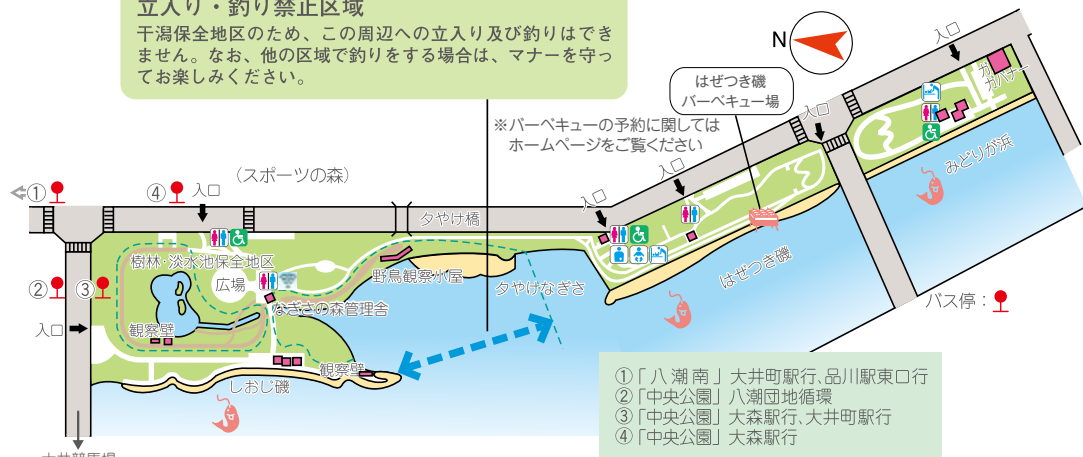 立入り・釣り禁止区域
干潟保全地区のため、この周辺への立入り及び釣りはでき
ません。なお、他の区域で釣りをする場合は、マナーを守っ
てお楽しみください。
N
入口
はぜつき磯
バーベキュー場
ガバナー
入口
※バーベキューの予約に関しては
ホームページをご覧ください
みどりが浜
入口
(スポーツの森)
① ④ 入口
入口
夕やけ橋
樹林・淡水池保全地区
広場
野鳥観察小屋
夕やけなぎさ
はぜつき磯
② ③
なぎさの森管理舎
バス停：
入口
観察壁
観察壁
しおじ磯
①「八潮南」大井町駅行、品川駅東口行
②「中央公園」八潮団地循環
③「中央公園」大森駅行、大井町駅行
④「中央公園」大森駅行